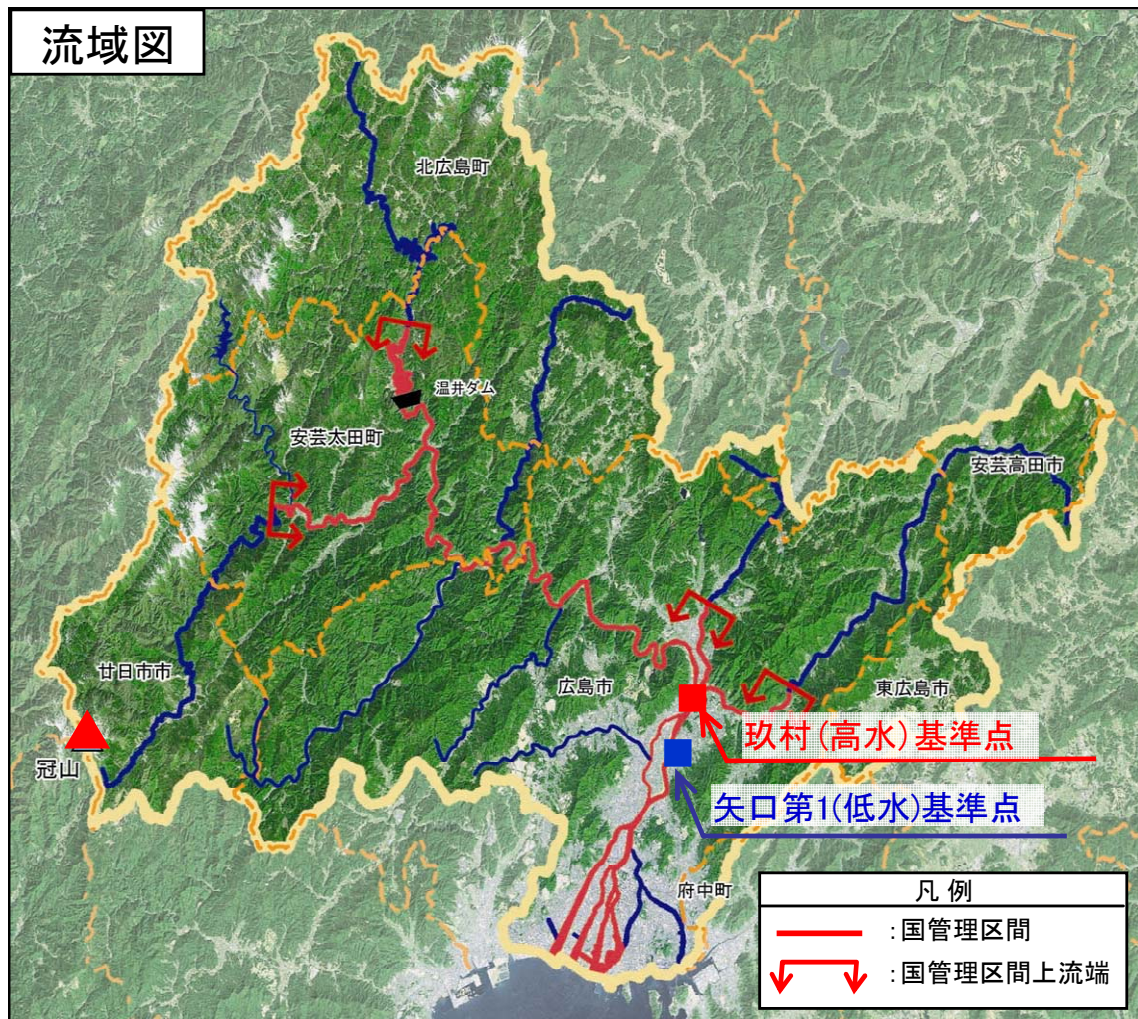 流域図
北広島町
温井ダム
安芸太田町
安芸高田市
廿日市市
広島市
東広島市
玖村(高水)基準点
冠山
矢口第1(低水)基準点
府中町
凡例
:国管理区間
:国管理区間上流端